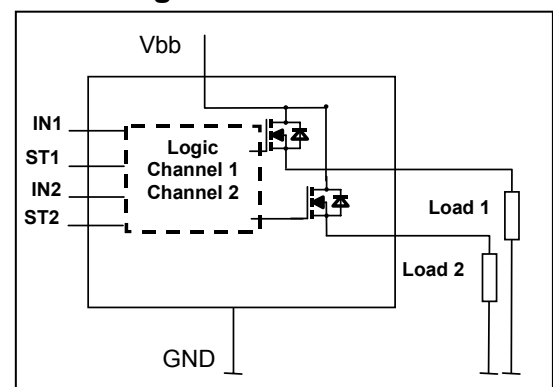 Vbb
IN1
ST1
IN2
ST2
Logic
Channel 1
Channel 2
Load 1
Load 2
GND